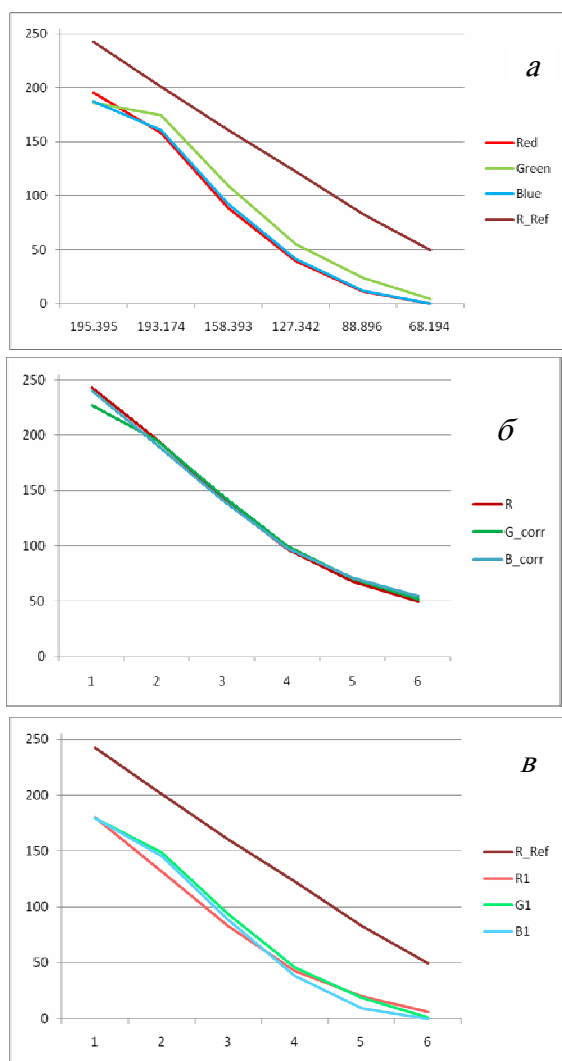 250
200
150
100
50
0
195.395 193.174 158.393 127.342 88.896 68.194
а
Red
Green
Blue
R_Ref
250
200
150
100
50
0
1 2 3 4 5 6
б
R
G_corr
B_corr
250
200
150
100
50
0
1 2 3 4 5 6
в
R_Ref
R1
G1
B1